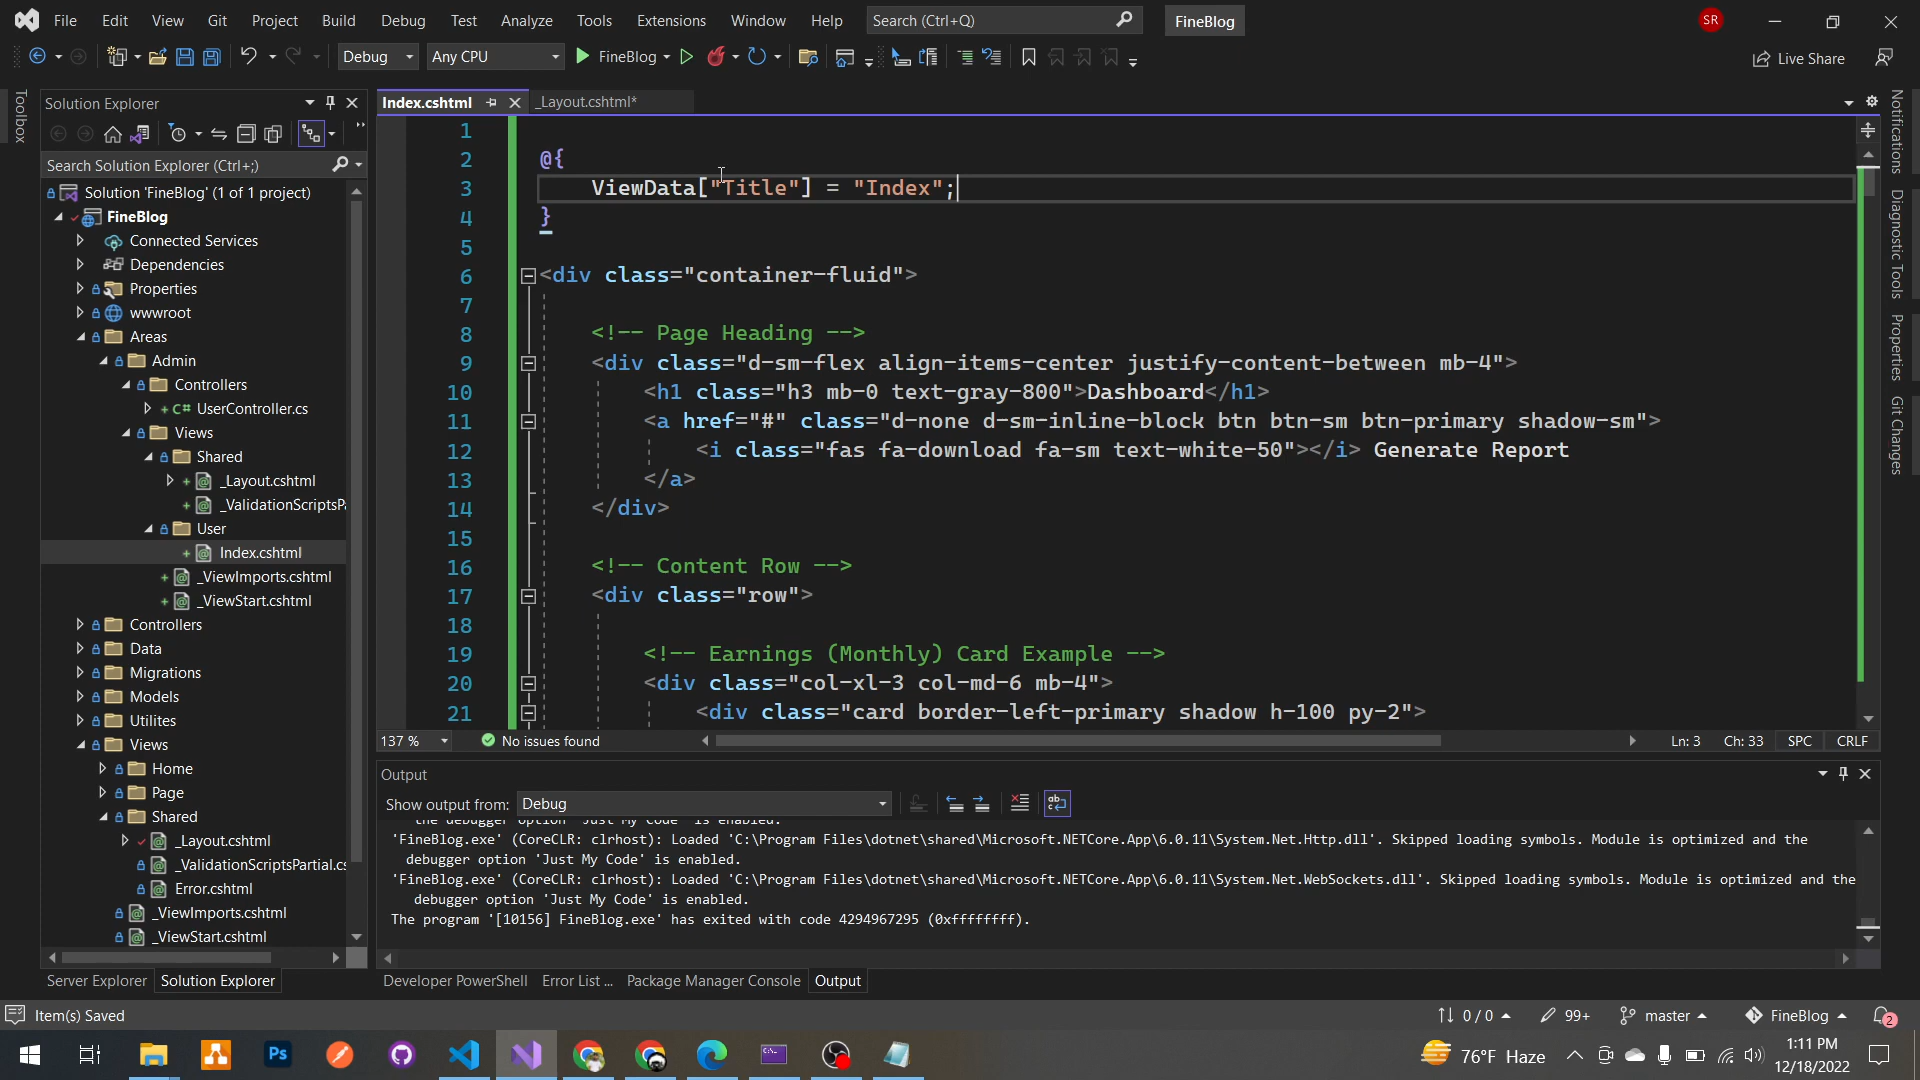 File Edit View Git Project Build Debug Test Analyze Tools Extensions Window Help Search (Ctrl+Q) FineBlog SR
Debug Any CPU FineBlog Live Share
Toolbox
Solution Explorer
Search Solution Explorer (Ctrl+;)
Solution 'FineBlog' (1 of 1 project)
FineBlog
Connected Services
Dependencies
Properties
wwwroot
Areas
Admin
Controllers
C# UserController.cs
Views
Shared
_Layout.cshtml
_ValidationScriptsPa
User
Index.cshtml
_ViewImports.cshtml
_ViewStart.cshtml
Controllers
Data
Migrations
Models
Utilites
Views
Home
Page
Shared
_Layout.cshtml
_ValidationScriptsPartial.cs
Error.cshtml
_ViewImports.cshtml
_ViewStart.cshtml
Server Explorer Solution Explorer
Index.cshtml _Layout.cshtml*
1
2 @{
3 ViewData["Title"] = "Index";
4 }
5
6 <div class="container-fluid">
7
8 <!-- Page Heading -->
9 <div class="d-sm-flex align-items-center justify-content-between mb-4">
10 <h1 class="h3 mb-0 text-gray-800">Dashboard</h1>
11 <a href="#" class="d-none d-sm-inline-block btn btn-sm btn-primary shadow-sm">
12 <i class="fas fa-download fa-sm text-white-50"></i> Generate Report
13 </a>
14 </div>
15
16 <!-- Content Row -->
17 <div class="row">
18
19 <!-- Earnings (Monthly) Card Example -->
20 <div class="col-xl-3 col-md-6 mb-4">
21 <div class="card border-left-primary shadow h-100 py-2">
137 % No issues found Ln: 3 Ch: 33 SPC CRLF
Output
Show output from: Debug
the debugger option 'Just My Code' is enabled.
'FineBlog.exe' (CoreCLR: clrhost): Loaded 'C:\Program Files\dotnet\shared\Microsoft.NETCore.App\6.0.11\System.Net.Http.dll'. Skipped loading symbols. Module is optimized and the
debugger option 'Just My Code' is enabled.
'FineBlog.exe' (CoreCLR: clrhost): Loaded 'C:\Program Files\dotnet\shared\Microsoft.NETCore.App\6.0.11\System.Net.WebSockets.dll'. Skipped loading symbols. Module is optimized and the
debugger option 'Just My Code' is enabled.
The program '[10156] FineBlog.exe' has exited with code 4294967295 (0xffffffff).
Developer PowerShell Error List ... Package Manager Console Output
Notifications
Diagnostic Tools
Properties
Git Changes
Item(s) Saved 0 / 0 99+ master FineBlog 2
Ps 76°F Haze 1:11 PM
12/18/2022